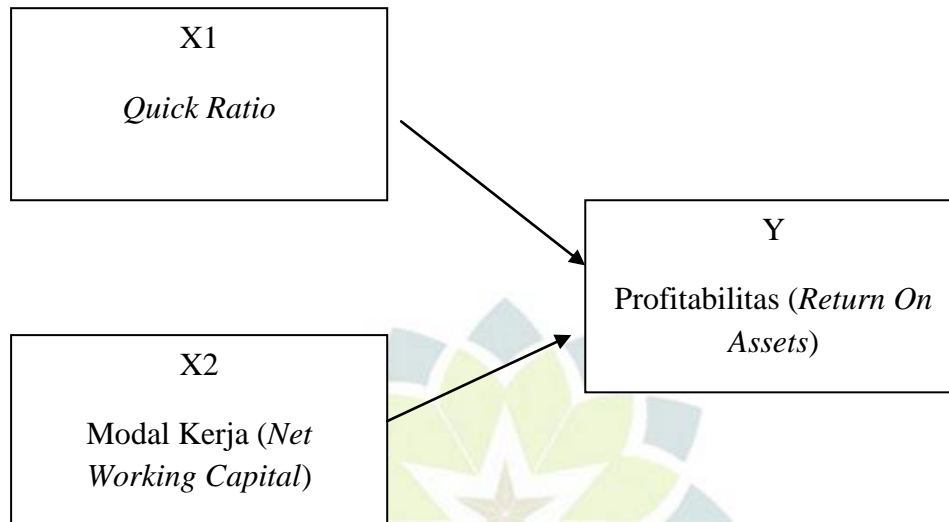 X1
Quick Ratio
Y
Profitabilitas (Return On
Assets)
X2
Modal Kerja (Net
Working Capital)